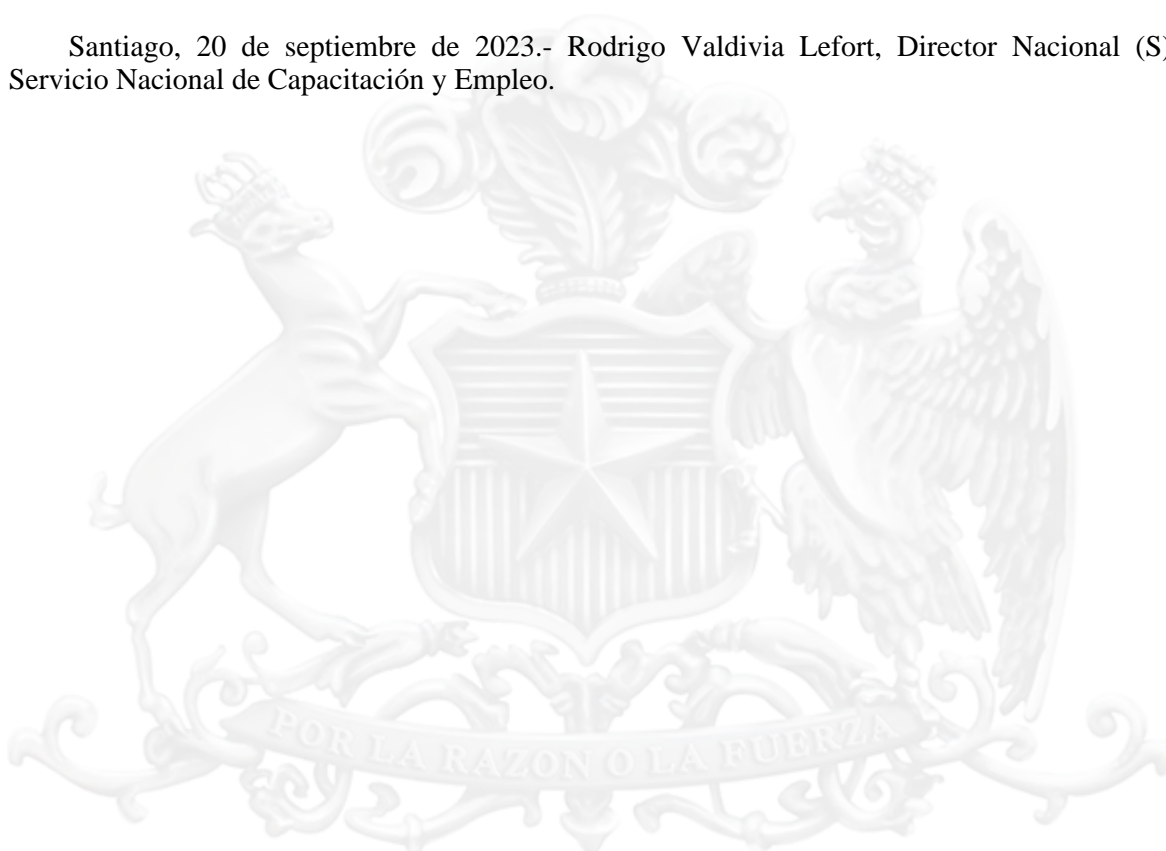 Santiago, 20 de septiembre de 2023.- Rodrigo Valdivia Lefort, Director Nacional (S)
Servicio Nacional de Capacitación y Empleo.
POR LA RAZON O LA FUERZA